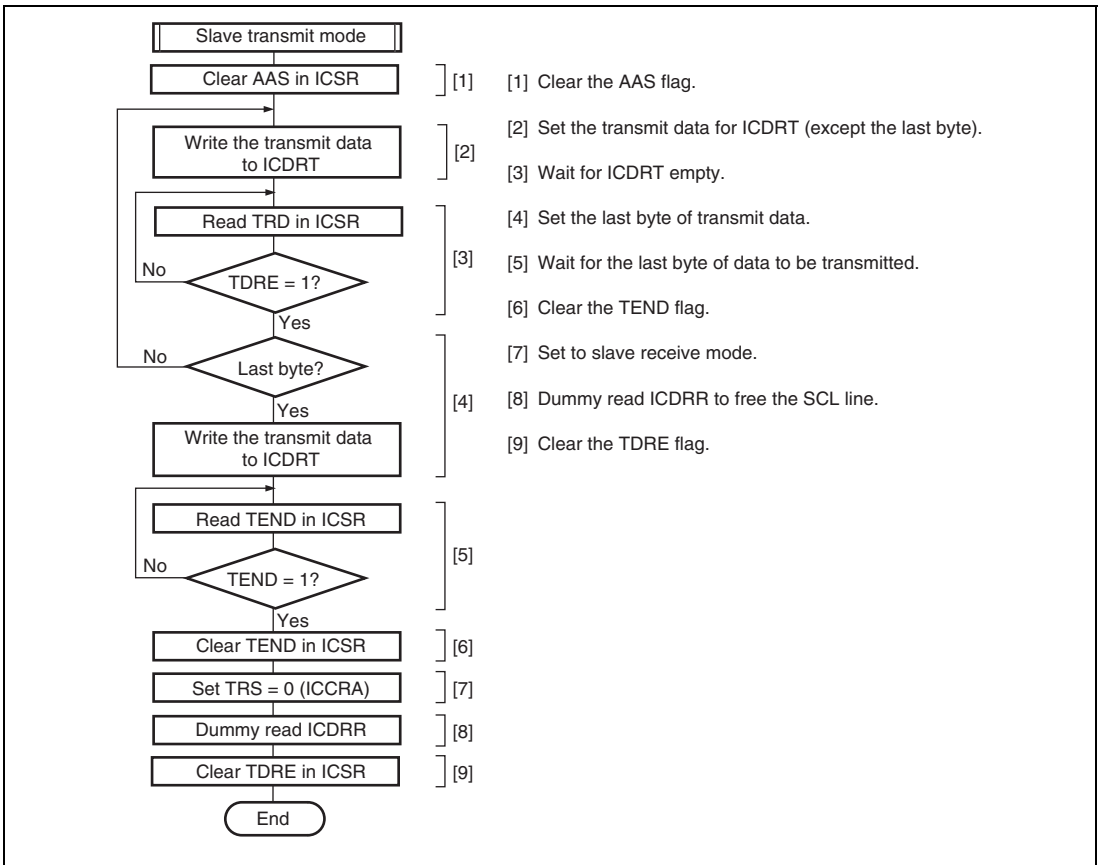 Slave transmit mode
Clear AAS in ICSR
[1]
[1] Clear the AAS flag.
Write the transmit data
to ICDRT
[2]
[2] Set the transmit data for ICDRT (except the last byte).
[3] Wait for ICDRT empty.
Read TRD in ICSR
[4] Set the last byte of transmit data.
[3]
No
TDRE = 1?
[5] Wait for the last byte of data to be transmitted.
Yes
[6] Clear the TEND flag.
No
Last byte?
[7] Set to slave receive mode.
Yes
[4]
[8] Dummy read ICDRR to free the SCL line.
Write the transmit data
to ICDRT
[9] Clear the TDRE flag.
Read TEND in ICSR
[5]
No
TEND = 1?
Yes
Clear TEND in ICSR
[6]
Set TRS = 0 (ICCRA)
[7]
Dummy read ICDRR
[8]
Clear TDRE in ICSR
[9]
End